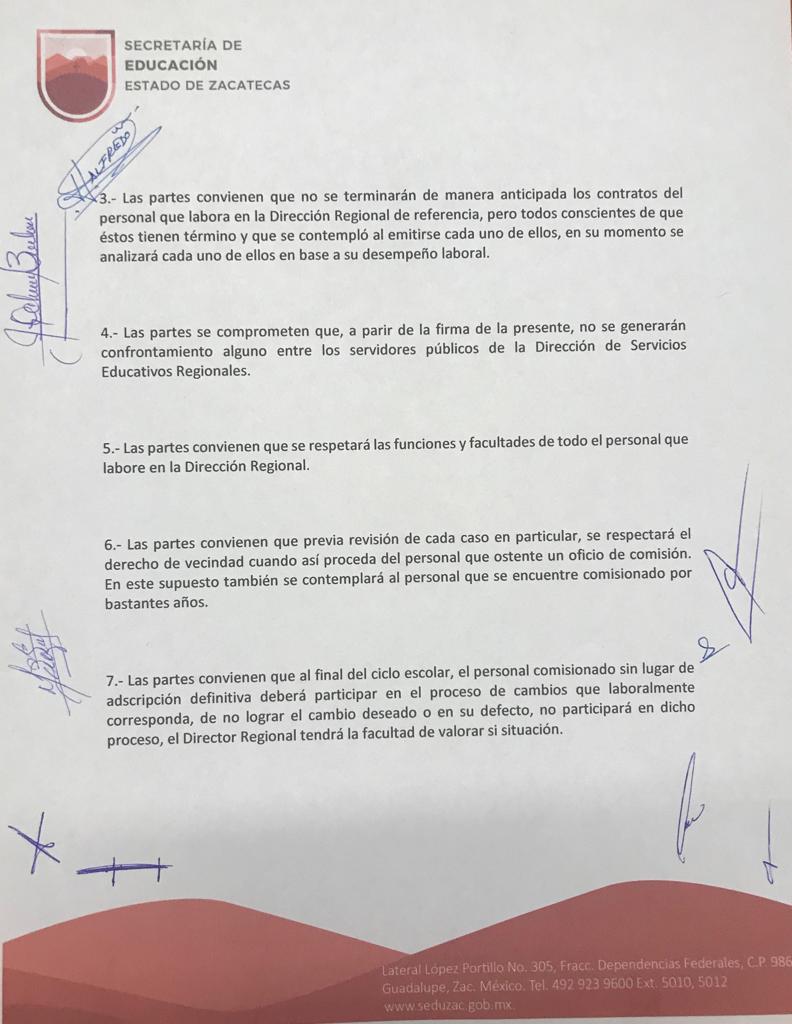 SECRETARÍA DE
EDUCACIÓN
ESTADO DE ZACATECAS
ALFREDO
3.- Las partes convienen que no se terminarán de manera anticipada los contratos del
personal que labora en la Dirección Regional de referencia, pero todos conscientes de que
éstos tienen término y que se contempló al emitirse cada uno de ellos, en su momento se
analizará cada uno de ellos en base a su desempeño laboral.
4.- Las partes se comprometen que, a parir de la firma de la presente, no se generarán
confrontamiento alguno entre los servidores públicos de la Dirección de Servicios
Educativos Regionales.
5.- Las partes convienen que se respetará las funciones y facultades de todo el personal que
labore en la Dirección Regional.
6.- Las partes convienen que previa revisión de cada caso en particular, se respectará el
derecho de vecindad cuando así proceda del personal que ostente un oficio de comisión.
En este supuesto también se contemplará al personal que se encuentre comisionado por
bastantes años.
7.- Las partes convienen que al final del ciclo escolar, el personal comisionado sin lugar de
adscripción definitiva deberá participar en el proceso de cambios que laboralmente
corresponda, de no lograr el cambio deseado o en su defecto, no participará en dicho
proceso, el Director Regional tendrá la facultad de valorar si situación.
Lateral López Portillo No. 305, Fracc. Dependencias Federales, C.P. 986
Guadalupe, Zac. México. Tel. 492 923 9600 Ext. 5010, 5012
www.seduzac.gob.mx